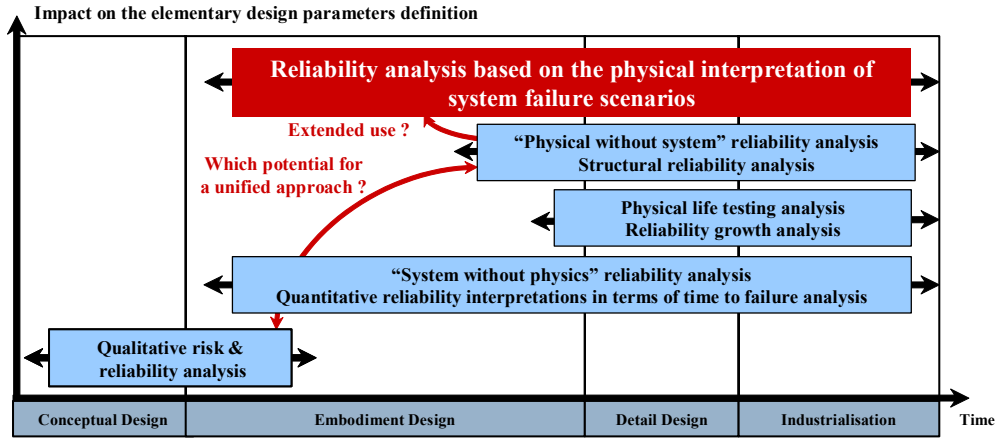 Impact on the elementary design parameters definition
Reliability analysis based on the physical interpretation of
system failure scenarios
Extended use ?
“Physical without system” reliability analysis
Structural reliability analysis
Which potential for
a unified approach ?
Physical life testing analysis
Reliability growth analysis
“System without physics” reliability analysis
Quantitative reliability interpretations in terms of time to failure analysis
Qualitative risk &
reliability analysis
Conceptual Design
Embodiment Design
Detail Design
Industrialisation
Time